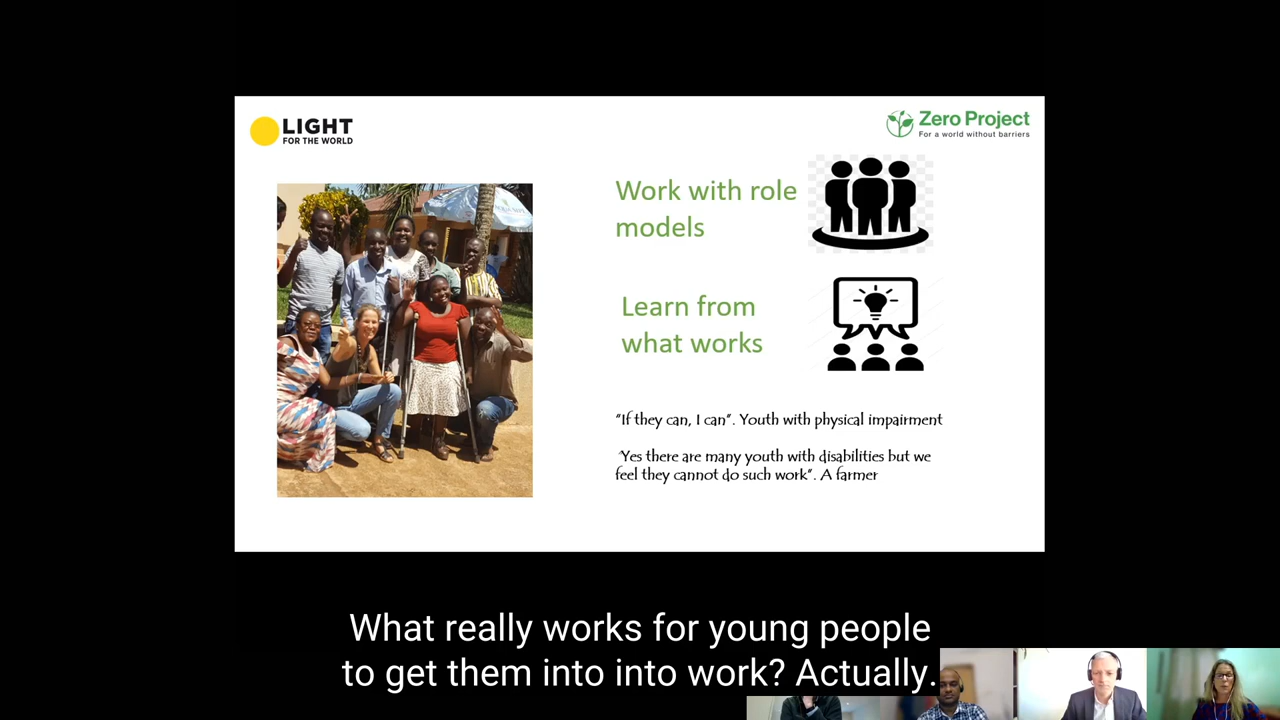 LIGHT
FOR THE WORLD
Zero Project
For a world without barriers
Work with role
models
Learn from
what works
"If they can, I can". Youth with physical impairment
Yes there are many youth with disabilities but we
feel they cannot do such work". A farmer
What really works for young people
to get them into into work? Actually.